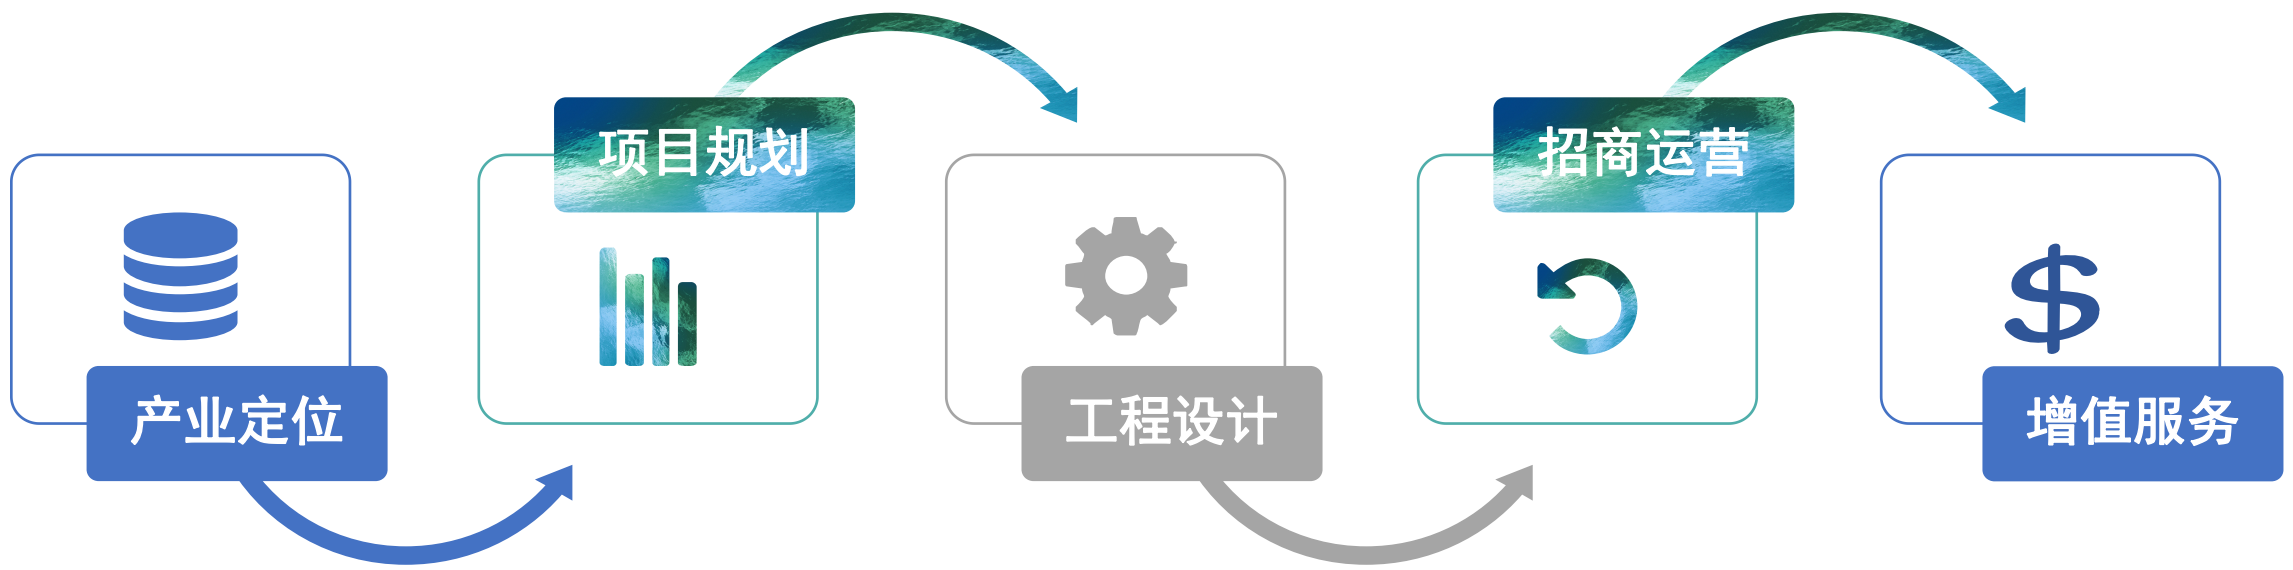 产业定位
项目规划
工程设计
招商运营
增值服务